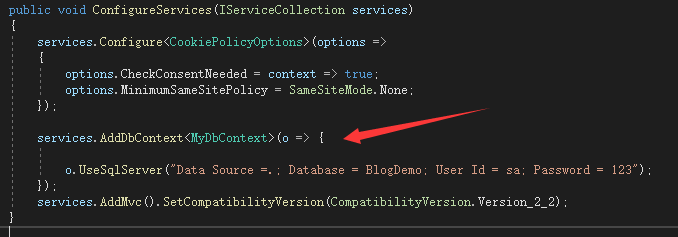 public void ConfigureServices(IServiceCollection services)
{
services.Configure<CookiePolicyOptions>(options =>
{
options.CheckConsentNeeded = context => true;
options.MinimumSameSitePolicy = SameSiteMode.None;
});
services.AddDbContext<MyDbContext>(o => {
o.UseSqlServer("Data Source =.; Database = BlogDemo; User Id = sa; Password = 123");
});
services.AddMvc().SetCompatibilityVersion(CompatibilityVersion.Version_2_2);
}